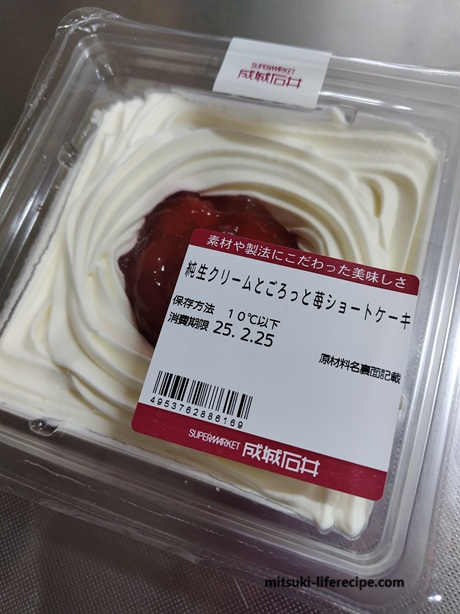 SUPERMARKET
成城石井
素材や製法にこだわった美味しさ
純生クリームとごろっと苺ショートケーキ
保存方法 10℃以下
消費期限 25.2.25
原材料名裏面記載
4953762886169
SUPERMARKET 成城石井
mitsuki-liferecipe.com